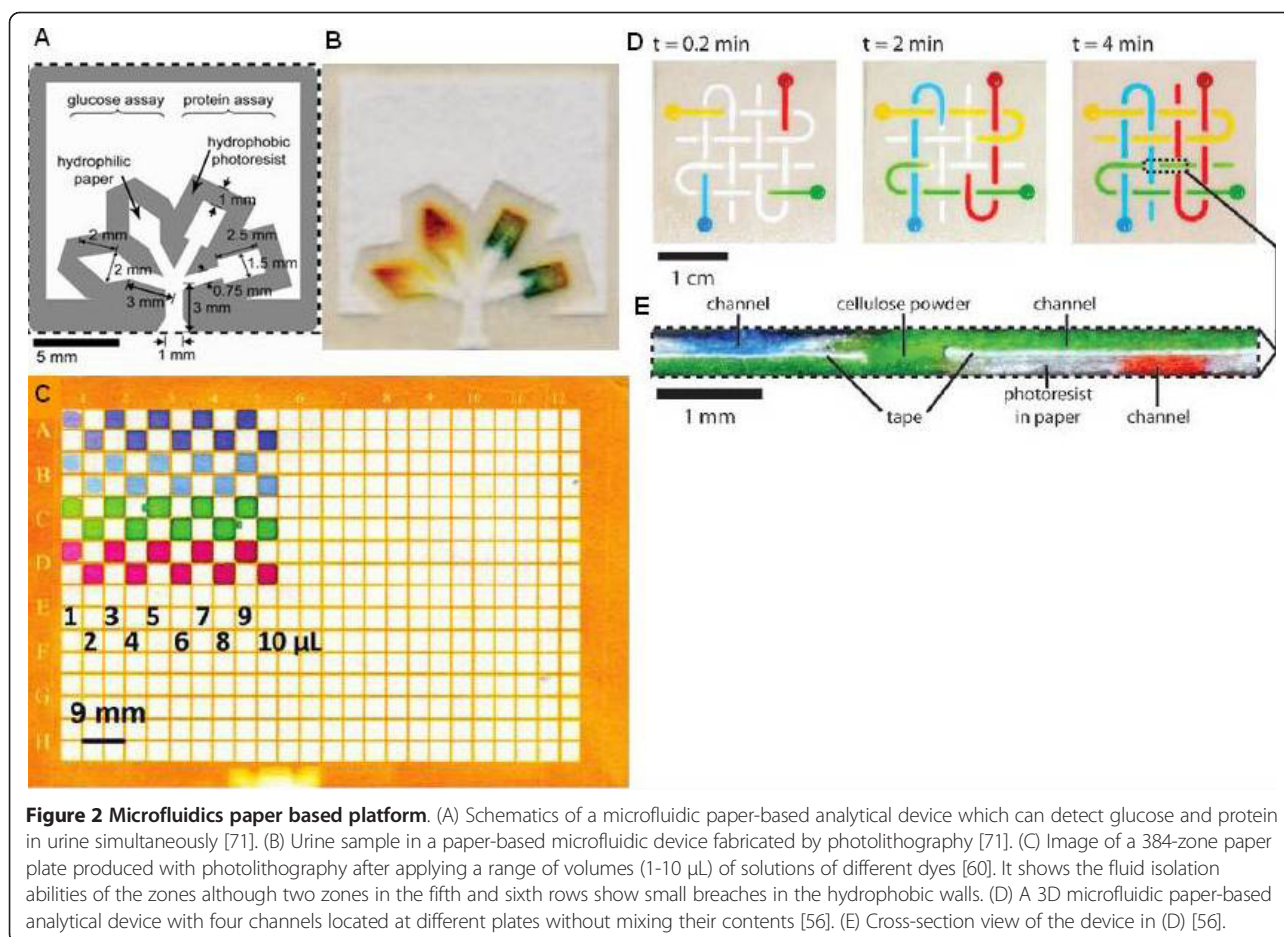 A
glucose assay
protein assay
hydrophobic
photoresist
hydrophilic
paper
1 mm
2 mm
2 mm
3 mm
2.5 mm
1.5 mm
0.75 mm
3 mm
5 mm
1 mm
B
C
1 2 3 4 5 6 7 8 9 10 11 12
A
B
C
D
E
F
G
H
1 3 5 7 9
2 4 6 8 10 µL
9 mm
D
t = 0.2 min
t = 2 min
t = 4 min
1 cm
E
channel
cellulose powder
channel
1 mm
tape
photoresist
in paper
channel
Figure 2 Microfluidics paper based platform. (A) Schematics of a microfluidic paper-based analytical device which can detect glucose and protein
in urine simultaneously [71]. (B) Urine sample in a paper-based microfluidic device fabricated by photolithography [71]. (C) Image of a 384-zone paper
plate produced with photolithography after applying a range of volumes (1-10 µL) of solutions of different dyes [60]. It shows the fluid isolation
abilities of the zones although two zones in the fifth and sixth rows show small breaches in the hydrophobic walls. (D) A 3D microfluidic paper-based
analytical device with four channels located at different plates without mixing their contents [56]. (E) Cross-section view of the device in (D) [56].